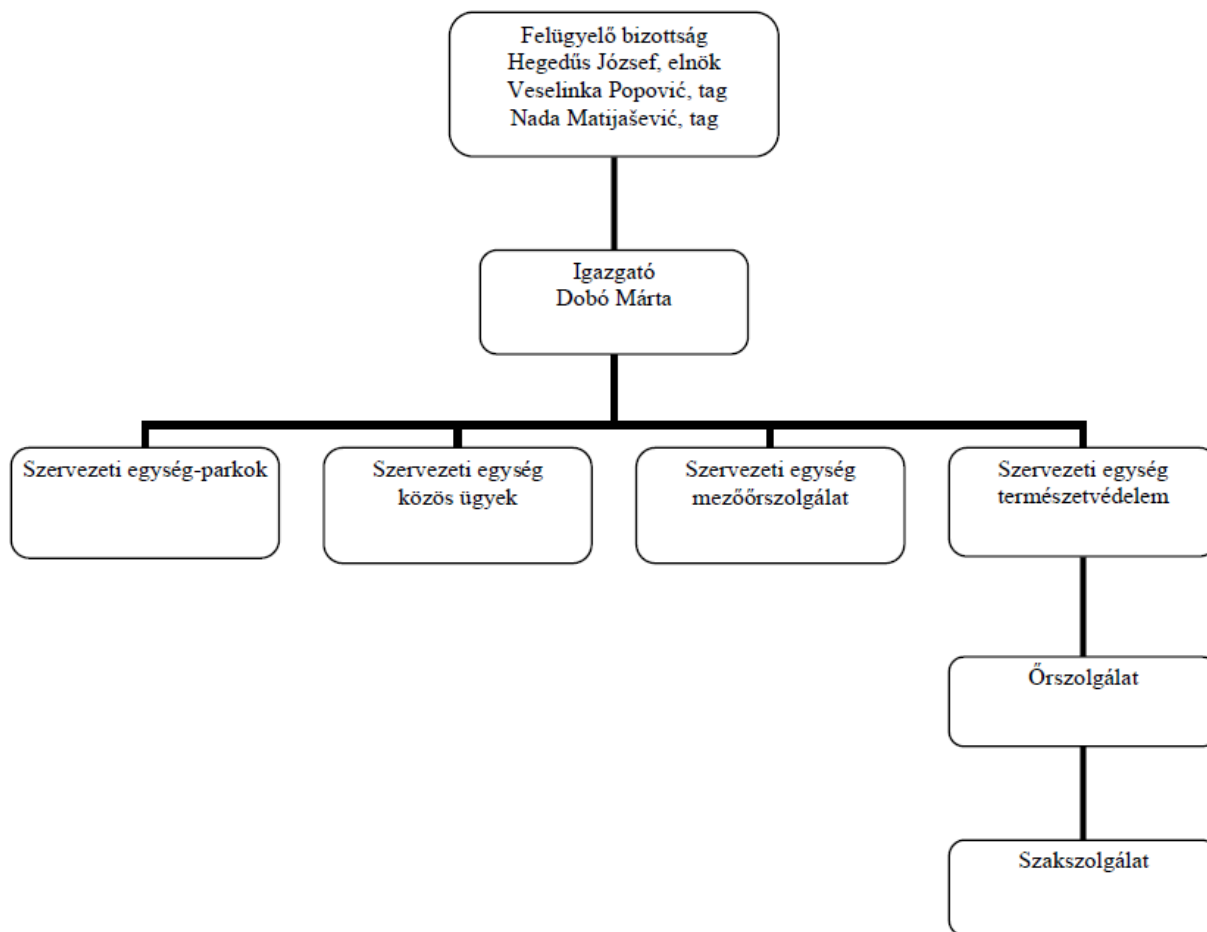 Felügyelő bizottság
Hegedűs József, elnök
Veselinka Popović, tag
Nada Matijašević, tag
Igazgató
Dobó Márta
Szervezeti egység-parkok
Szervezeti egység
közös ügyek
Szervezeti egység
mezőőrszolgálat
Szervezeti egység
természetvédelem
Őrszolgálat
Szakszolgálat